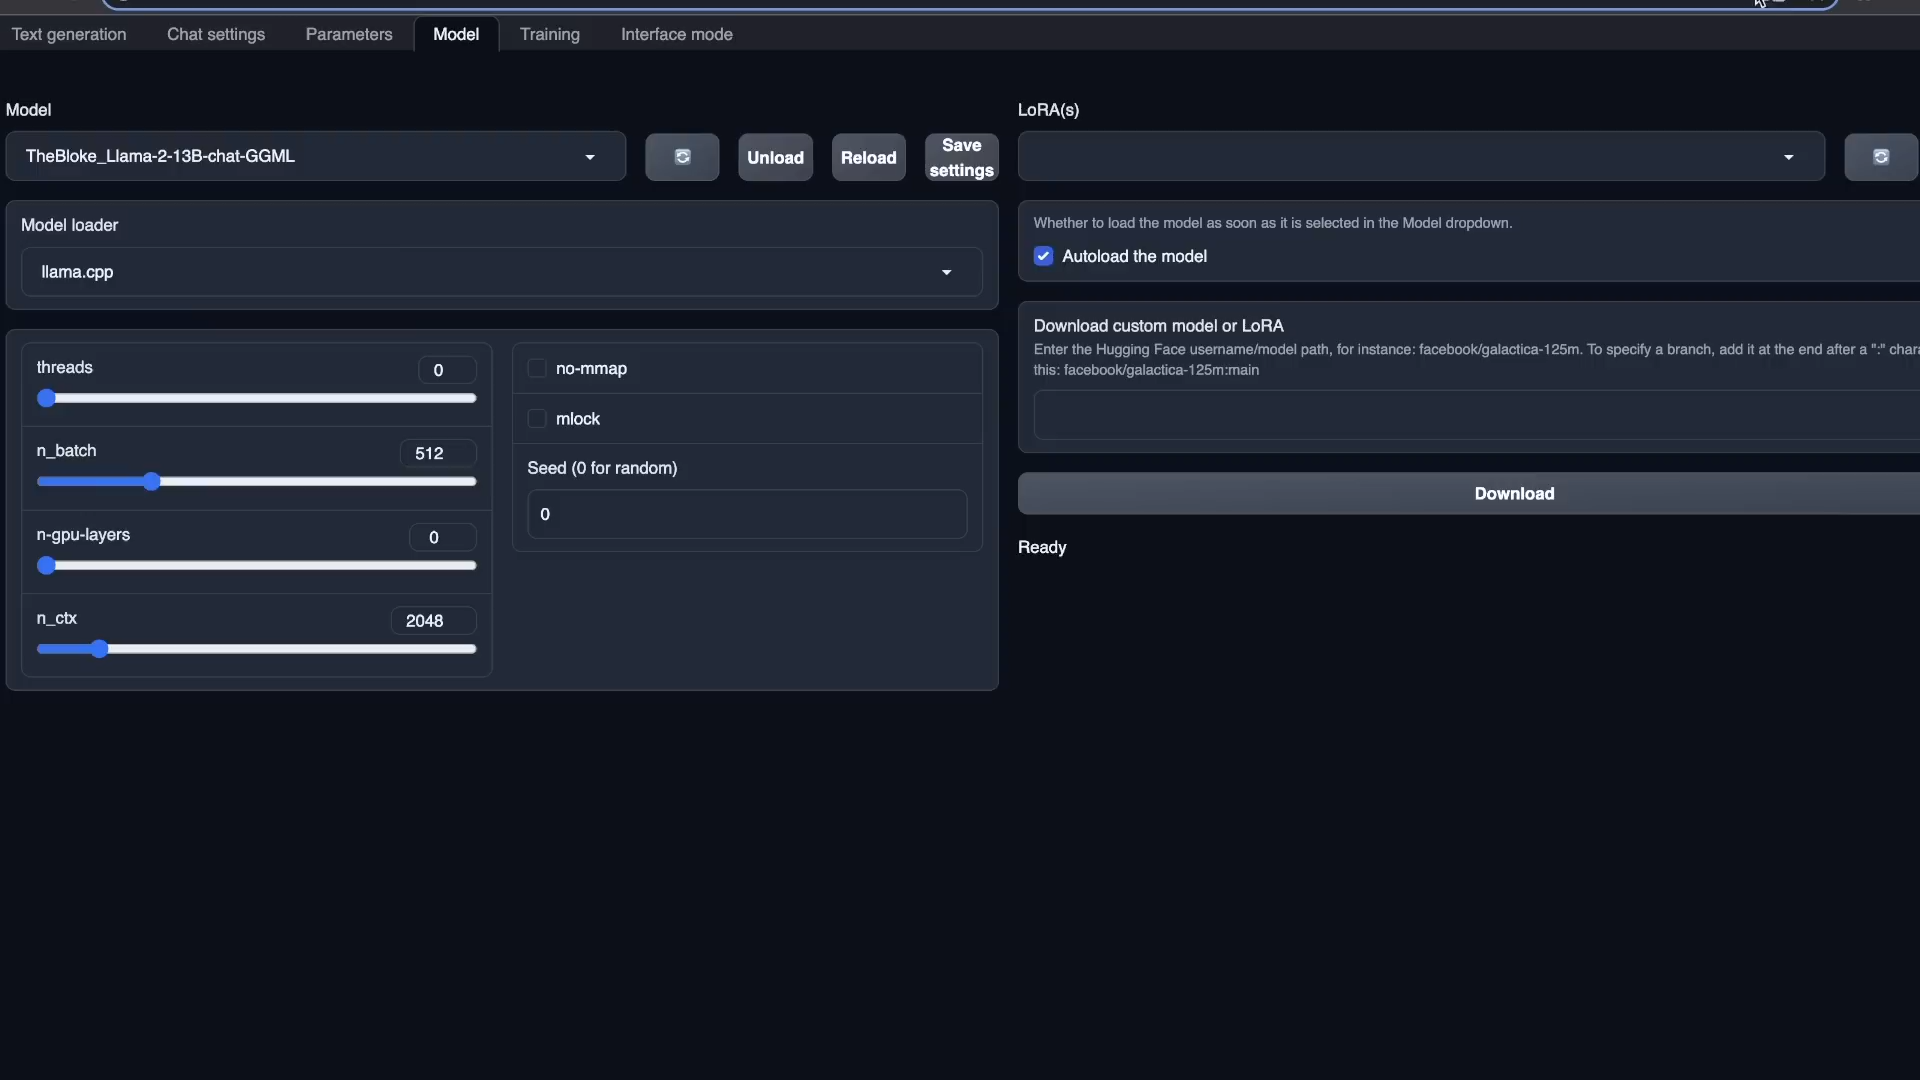 Text generation
Chat settings
Parameters
Model
Training
Interface mode
Model
TheBloke_Llama-2-13B-chat-GGML
Unload
Reload
Save
settings
Model loader
llama.cpp
threads
0
n_batch
512
n-gpu-layers
0
n_ctx
2048
no-mmap
mlock
Seed (0 for random)
0
LoRA(s)
Whether to load the model as soon as it is selected in the Model dropdown.
Autoload the model
Download custom model or LoRA
Enter the Hugging Face username/model path, for instance: facebook/galactica-125m. To specify a branch, add it at the end after a ":" chara
this: facebook/galactica-125m:main
Download
Ready